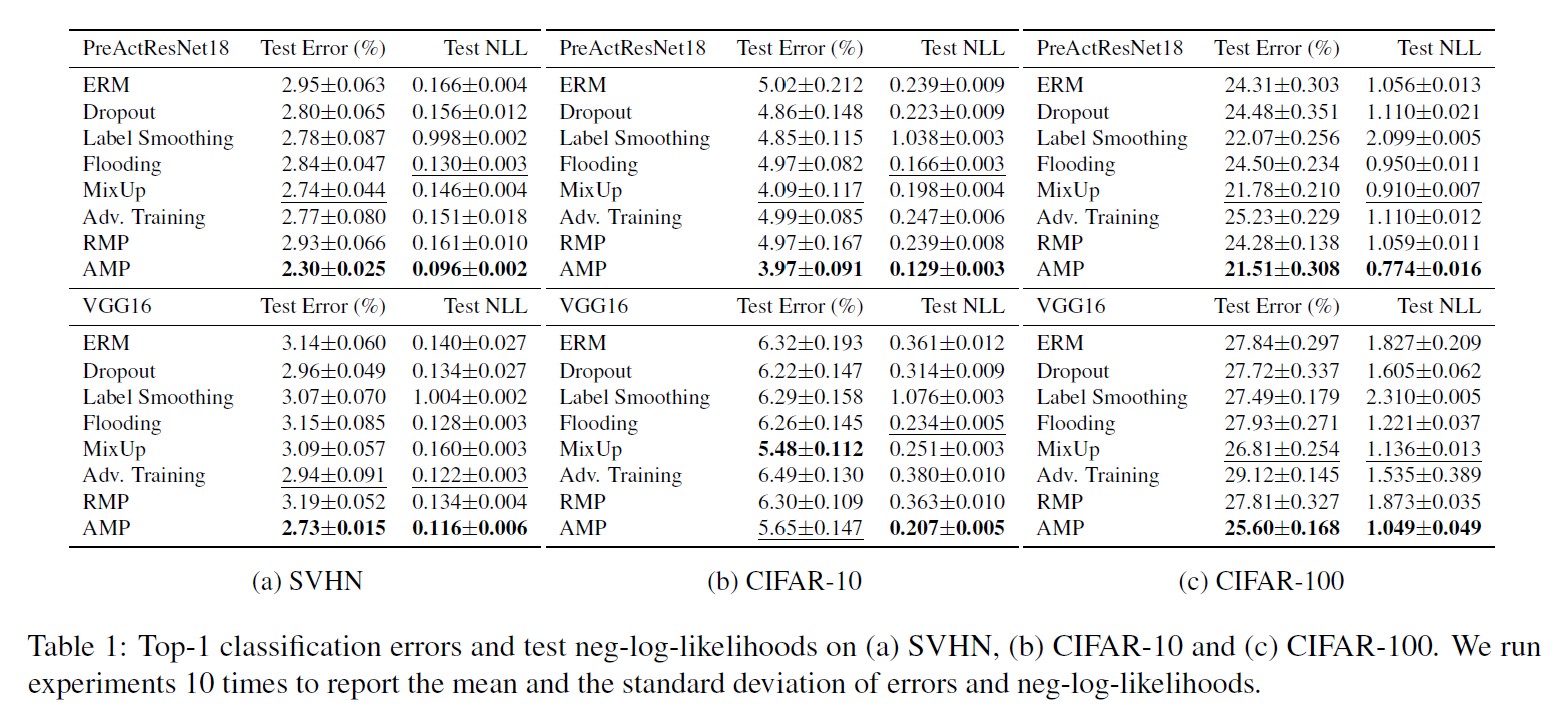 PreActResNet18 Test Error (%) Test NLL PreActResNet18 Test Error (%) Test NLL PreActResNet18 Test Error (%) Test NLL
ERM 2.95±0.063 0.166±0.004 ERM 5.02±0.212 0.239±0.009 ERM 24.31±0.303 1.056±0.013
Dropout 2.80±0.065 0.156±0.012 Dropout 4.86±0.148 0.223±0.009 Dropout 24.48±0.351 1.110±0.021
Label Smoothing 2.78±0.087 0.998±0.002 Label Smoothing 4.85±0.115 1.038±0.003 Label Smoothing 22.07±0.256 2.099±0.005
Flooding 2.84±0.047 0.130±0.003 Flooding 4.97±0.082 0.166±0.003 Flooding 24.50±0.234 0.950±0.011
MixUp 2.74±0.044 0.146±0.004 MixUp 4.09±0.117 0.198±0.004 MixUp 21.78±0.210 0.910±0.007
Adv. Training 2.77±0.080 0.151±0.018 Adv. Training 4.99±0.085 0.247±0.006 Adv. Training 25.23±0.229 1.110±0.012
RMP 2.93±0.066 0.161±0.010 RMP 4.97±0.167 0.239±0.008 RMP 24.28±0.138 1.059±0.011
AMP 2.30±0.025 0.096±0.002 AMP 3.97±0.091 0.129±0.003 AMP 21.51±0.308 0.774±0.016
VGG16 Test Error (%) Test NLL VGG16 Test Error (%) Test NLL VGG16 Test Error (%) Test NLL
ERM 3.14±0.060 0.140±0.027 ERM 6.32±0.193 0.361±0.012 ERM 27.84±0.297 1.827±0.209
Dropout 2.96±0.049 0.134±0.027 Dropout 6.22±0.147 0.314±0.009 Dropout 27.72±0.337 1.605±0.062
Label Smoothing 3.07±0.070 1.004±0.002 Label Smoothing 6.29±0.158 1.076±0.003 Label Smoothing 27.49±0.179 2.310±0.005
Flooding 3.15±0.085 0.128±0.003 Flooding 6.26±0.145 0.234±0.005 Flooding 27.93±0.271 1.221±0.037
MixUp 3.09±0.057 0.160±0.003 MixUp 5.48±0.112 0.251±0.003 MixUp 26.81±0.254 1.136±0.013
Adv. Training 2.94±0.091 0.122±0.003 Adv. Training 6.49±0.130 0.380±0.010 Adv. Training 29.12±0.145 1.535±0.389
RMP 3.19±0.052 0.134±0.004 RMP 6.30±0.109 0.363±0.010 RMP 27.81±0.327 1.873±0.035
AMP 2.73±0.015 0.116±0.006 AMP 5.65±0.147 0.207±0.005 AMP 25.60±0.168 1.049±0.049
(a) SVHN (b) CIFAR-10 (c) CIFAR-100
Table 1: Top-1 classification errors and test neg-log-likelihoods on (a) SVHN, (b) CIFAR-10 and (c) CIFAR-100. We run
experiments 10 times to report the mean and the standard deviation of errors and neg-log-likelihoods.